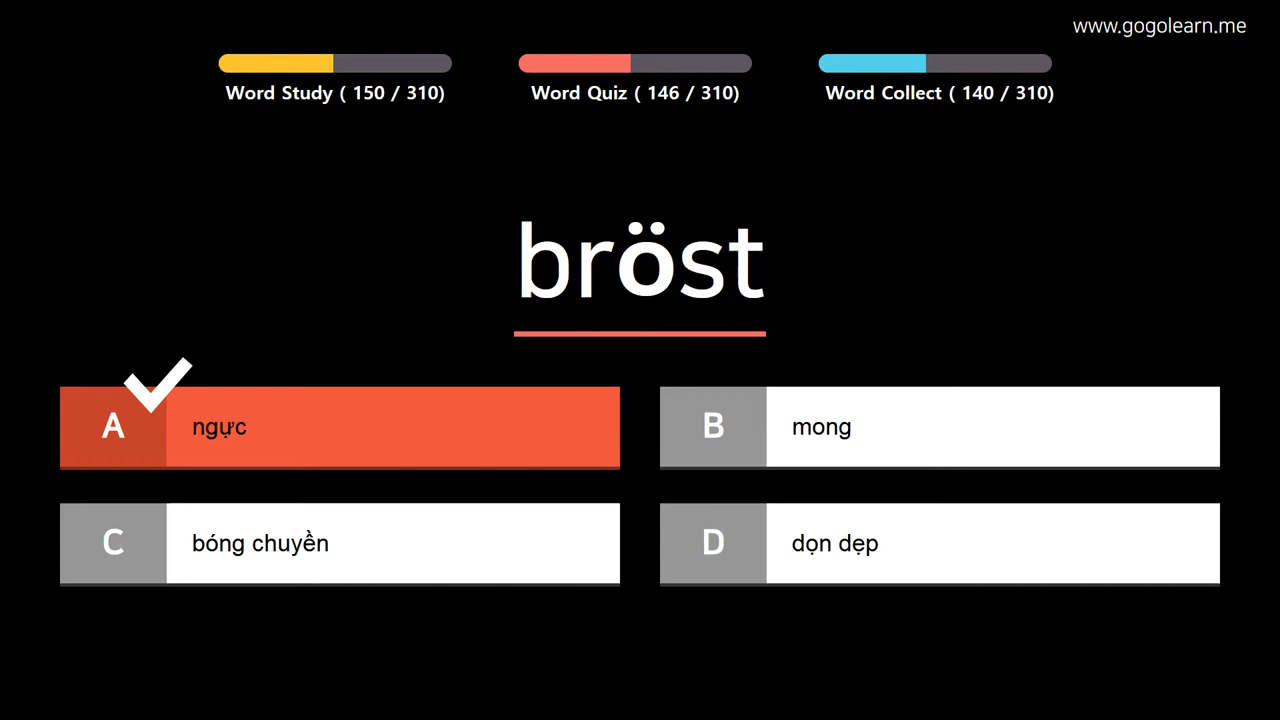 www.gogolearn.me
Word Study ( 150 / 310)
Word Quiz ( 146 / 310)
Word Collect ( 140 / 310)
bröst
A ngực
B mong
C bóng chuyền
D dọn dẹp